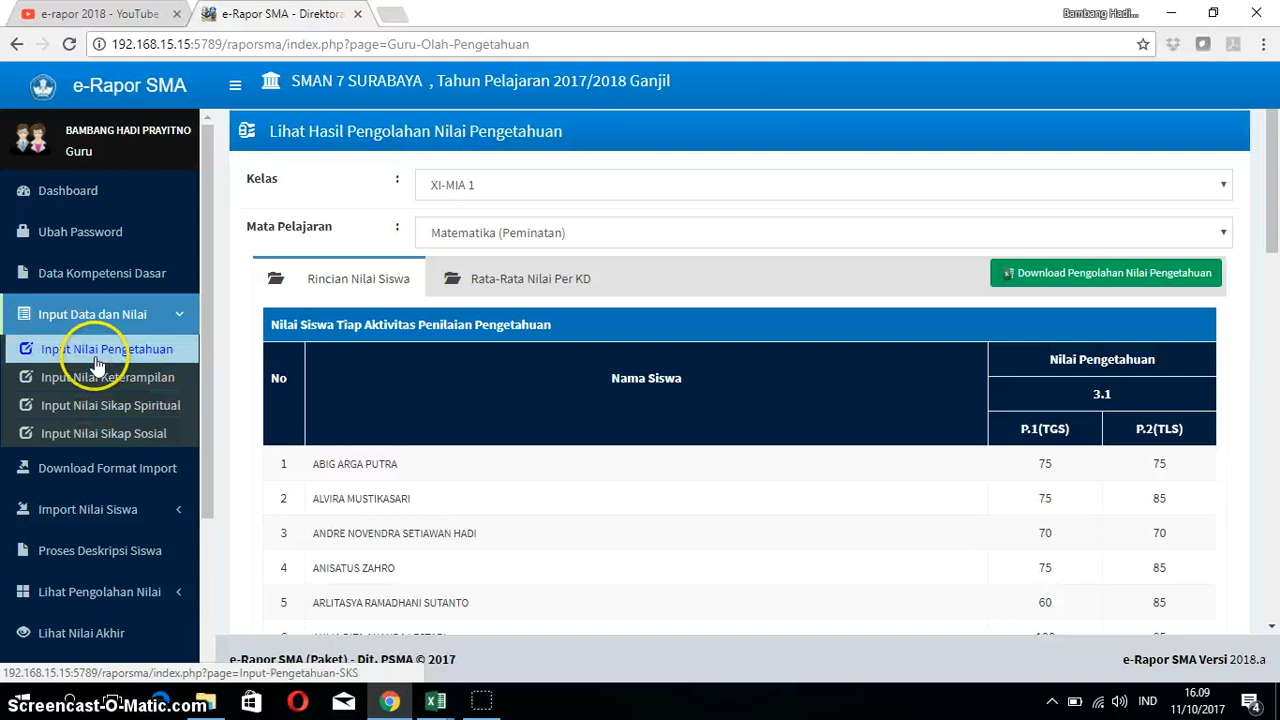 e-rapor 2018 - YouTube
e-Rapor SMA - Direktora
Bambang Hadi...
192.168.15.15:5789/raporsma/index.php?page=Guru-Olah-Pengetahuan
e-Rapor SMA
SMAN 7 SURABAYA , Tahun Pelajaran 2017/2018 Ganjil
BAMBANG HADI PRAYITNO
Guru
Dashboard
Ubah Password
Data Kompetensi Dasar
Input Data dan Nilai
Input Nilai Pengetahuan
Input Nilai Keterampilan
Input Nilai Sikap Spiritual
Input Nilai Sikap Sosial
Download Format Import
Import Nilai Siswa
Proses Deskripsi Siswa
Lihat Pengolahan Nilai
Lihat Nilai Akhir
Lihat Hasil Pengolahan Nilai Pengetahuan
Kelas :
XI-MIA 1
Mata Pelajaran :
Matematika (Peminatan)
Rincian Nilai Siswa
Rata-Rata Nilai Per KD
Download Pengolahan Nilai Pengetahuan
Nilai Siswa Tiap Aktivitas Penilaian Pengetahuan
No Nama Siswa Nilai Pengetahuan
3.1
P.1(TGS) P.2(TLS)
1 ABIG ARGA PUTRA 75 75
2 ALVIRA MUSTIKASARI 75 85
3 ANDRE NOVENDRA SETIAWAN HADI 70 70
4 ANISATUS ZAHRO 75 85
5 ARLITASYA RAMADHANI SUTANTO 60 85
e-Rapor SMA (Paket) - Dit. PSMA © 2017
e-Rapor SMA Versi 2018.a
192.168.15.15:5789/raporsma/index.php?page=Input-Pengetahuan-SKS
Screencast-O-Matic.com
IND
16.09
11/10/2017
4